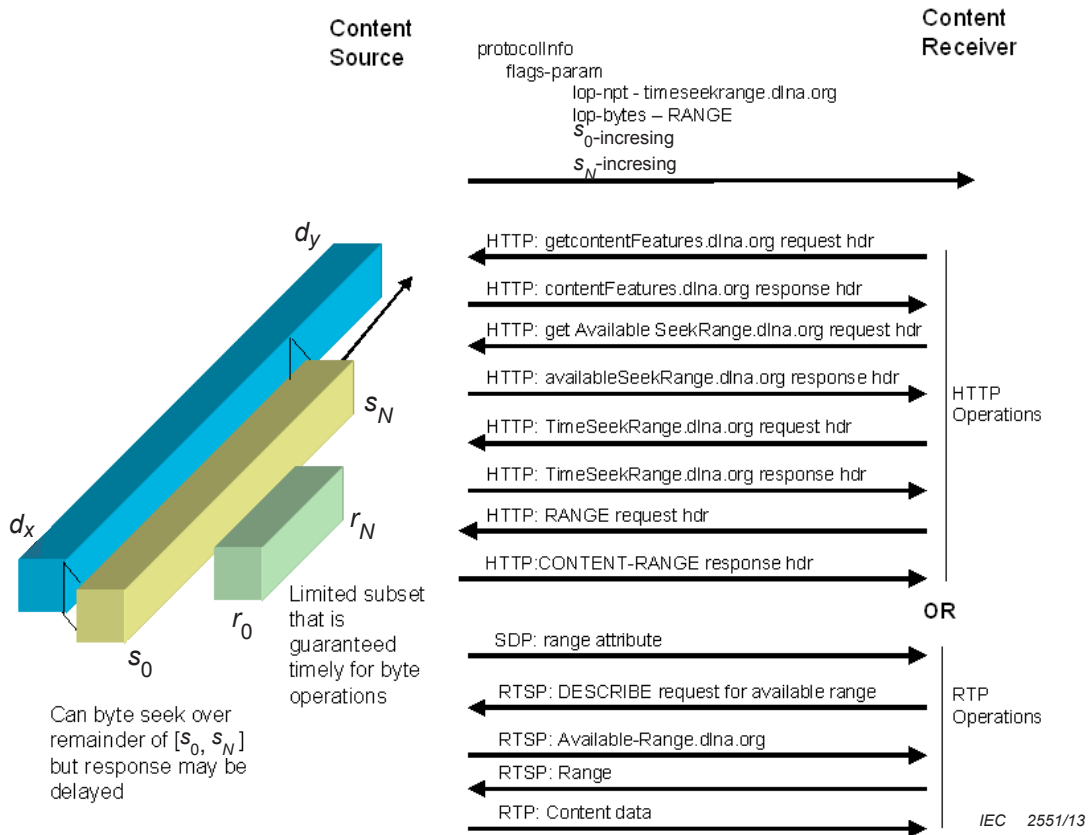 Content
Source
Content
Receiver
protocolInfo
flags-param
lop-npt - timeseekrange.dlna.org
lop-bytes – RANGE
s0-incresing
sN-incresing
dy
sN
dx
rN
r0
s0
Limited subset
that is
guaranteed
timely for byte
operations
Can byte seek over
remainder of [s0, sN]
but response may be
delayed
HTTP: getcontentFeatures.dlna.org request hdr
HTTP: contentFeatures.dlna.org response hdr
HTTP: get Available SeekRange.dlna.org request hdr
HTTP: availableSeekRange.dlna.org response hdr
HTTP: TimeSeekRange.dlna.org request hdr
HTTP: TimeSeekRange.dlna.org response hdr
HTTP: RANGE request hdr
HTTP:CONTENT-RANGE response hdr
HTTP
Operations
OR
SDP: range attribute
RTSP: DESCRIBE request for available range
RTSP: Available-Range.dlna.org
RTSP: Range
RTP: Content data
RTP
Operations
IEC 2551/13